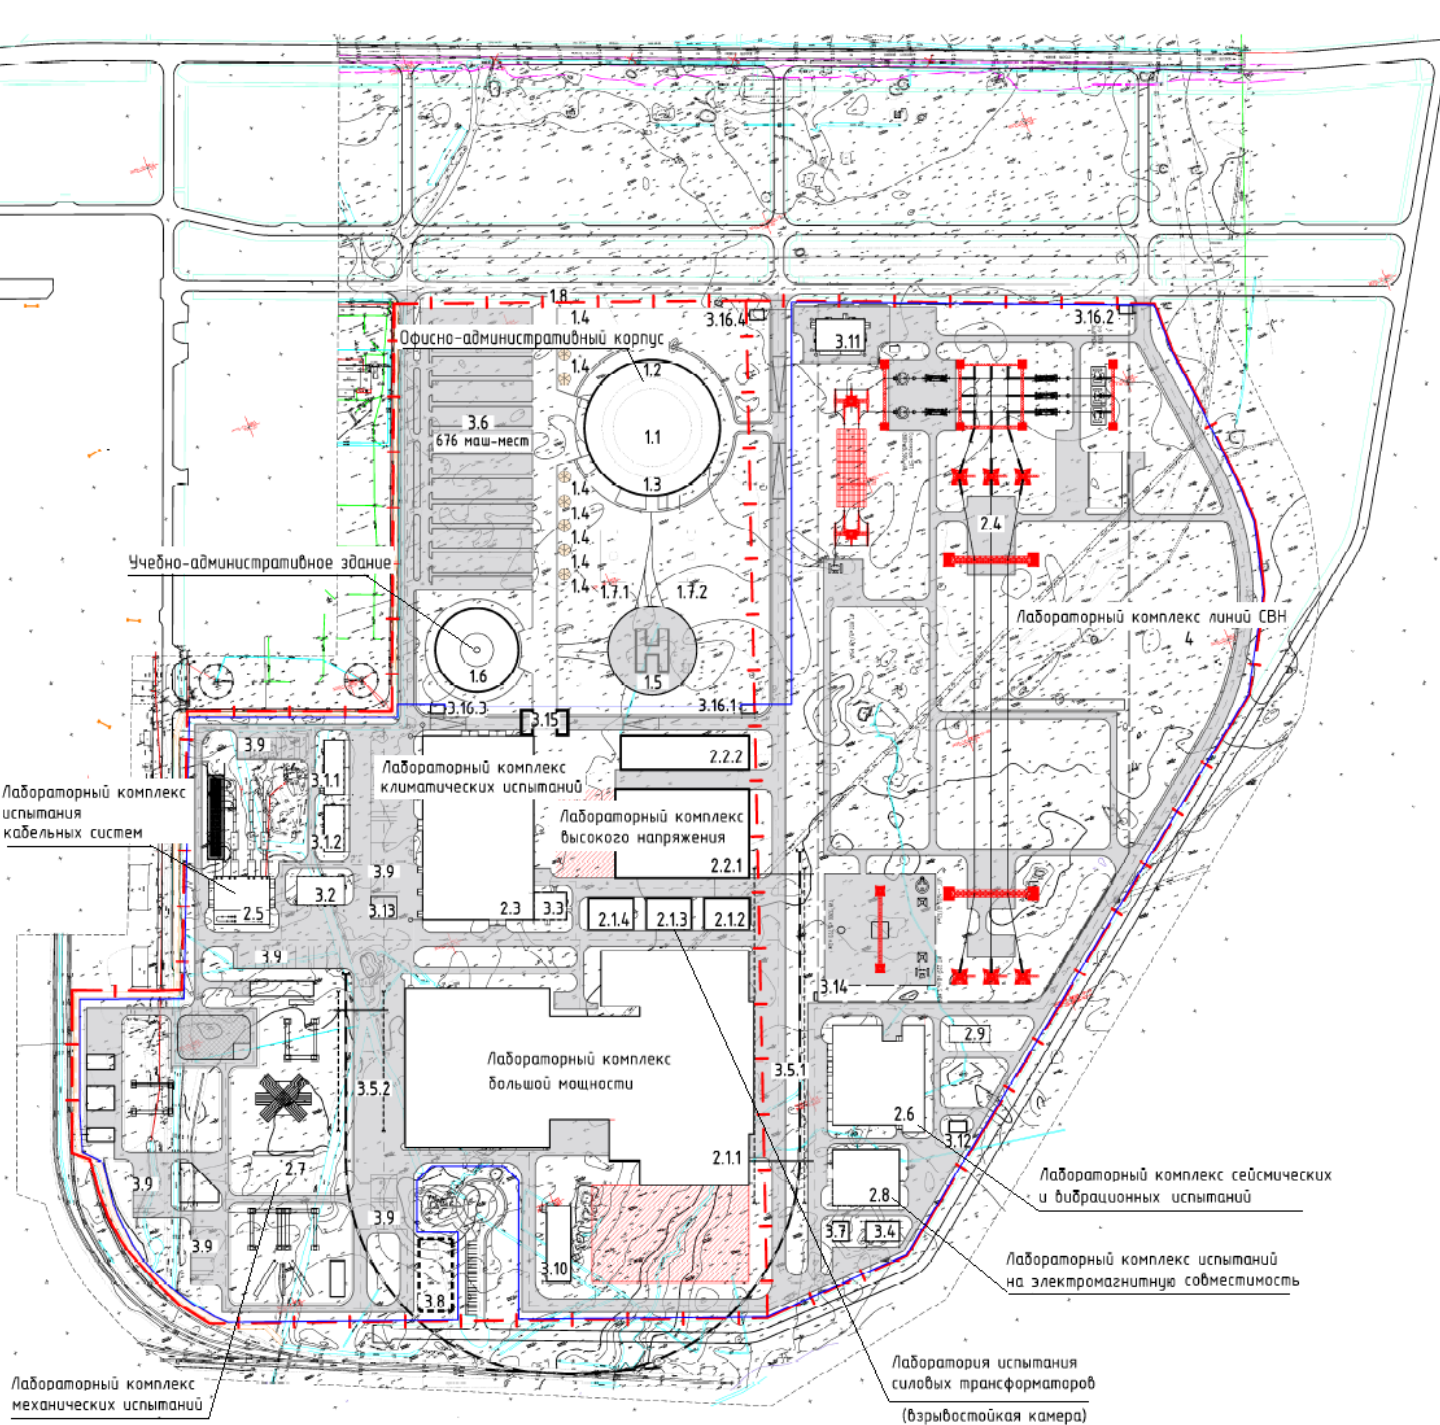 1.8
3.16.4
3.16.2
1.4
3.11
Офисно-административный корпус
1.4
1.2
1.4
3.6
676 маш-мест
1.1
1.4
1.3
1.4
2.4
1.4
1.4
1.4
Учебно-административное здание
1.4
1.7.1
1.7.2
Лабораторный комплекс линий СВН
4
Н
1.6
1.5
3.16.3
3.16.1
3.15
3.9
2.2.2
Лабораторный комплекс
климатических испытаний
3.1.1
Лабораторный комплекс
испытания
кабельных систем
Лабораторный комплекс
высокого напряжения
3.1.2
3.9
2.2.1
3.2
2.5
3.13
2.3
3.3
2.1.4
2.1.3
2.1.2
3.9
3.14
2.9
Лабораторный комплекс
большой мощности
3.5.1
3.5.2
2.6
3.12
2.1.1
2.7
3.9
Лабораторный комплекс сейсмических
и вибрационных испытаний
2.8
3.9
3.7
3.4
3.9
3.10
Лабораторный комплекс испытаний
на электромагнитную совместимость
3.8
Лаборатория испытания
силовых трансформаторов
(взрывостойкая камера)
Лабораторный комплекс
механических испытаний